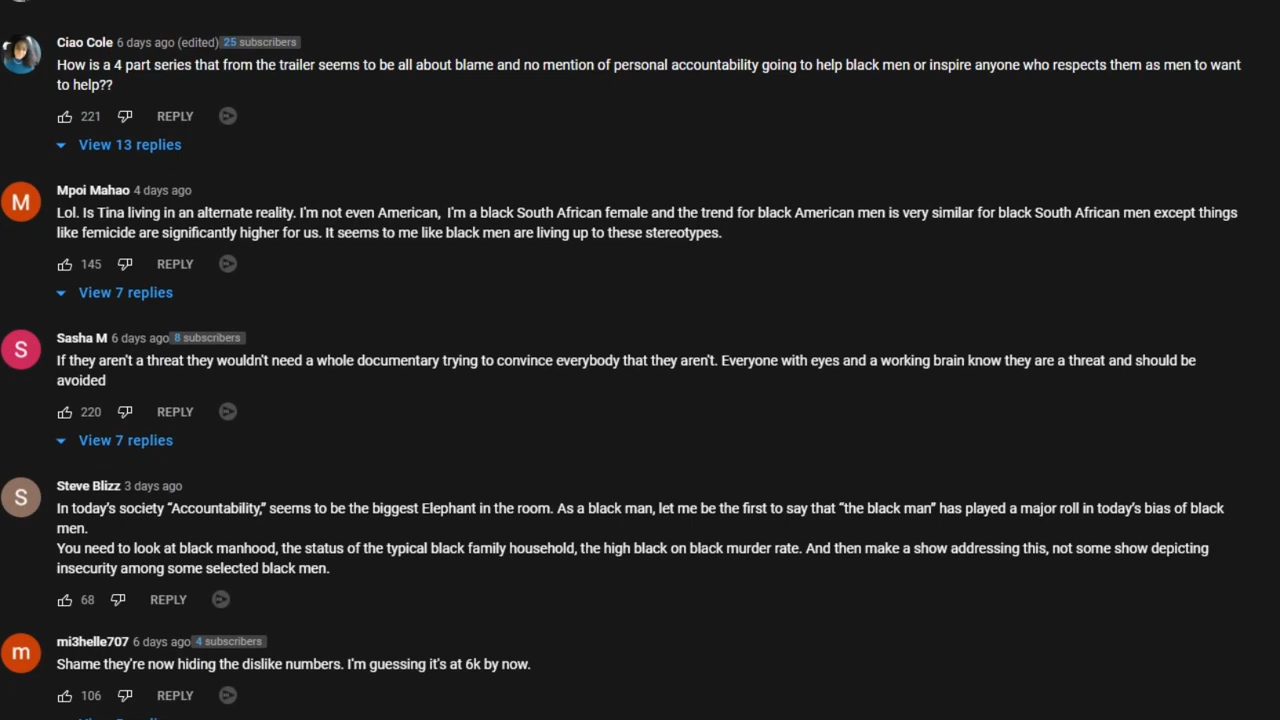 Ciao Cole 6 days ago (edited) 25 subscribers
How is a 4 part series that from the trailer seems to be all about blame and no mention of personal accountability going to help black men or inspire anyone who respects them as men to want
to help??
221 REPLY
View 13 replies
M
Mpoi Mahao 4 days ago
Lol. Is Tina living in an alternate reality. I'm not even American, I'm a black South African female and the trend for black American men is very similar for black South African men except things
like femicide are significantly higher for us. It seems to me like black men are living up to these stereotypes.
145 REPLY
View 7 replies
S
Sasha M 6 days ago 8 subscribers
If they aren't a threat they wouldn't need a whole documentary trying to convince everybody that they aren't. Everyone with eyes and a working brain know they are a threat and should be
avoided
220 REPLY
View 7 replies
S
Steve Blizz 3 days ago
In today's society “Accountability,” seems to be the biggest Elephant in the room. As a black man, let me be the first to say that “the black man” has played a major roll in today's bias of black
men.
You need to look at black manhood, the status of the typical black family household, the high black on black murder rate. And then make a show addressing this, not some show depicting
insecurity among some selected black men.
68 REPLY
m
mi3helle707 6 days ago 4 subscribers
Shame they're now hiding the dislike numbers. I'm guessing it's at 6k by now.
106 REPLY